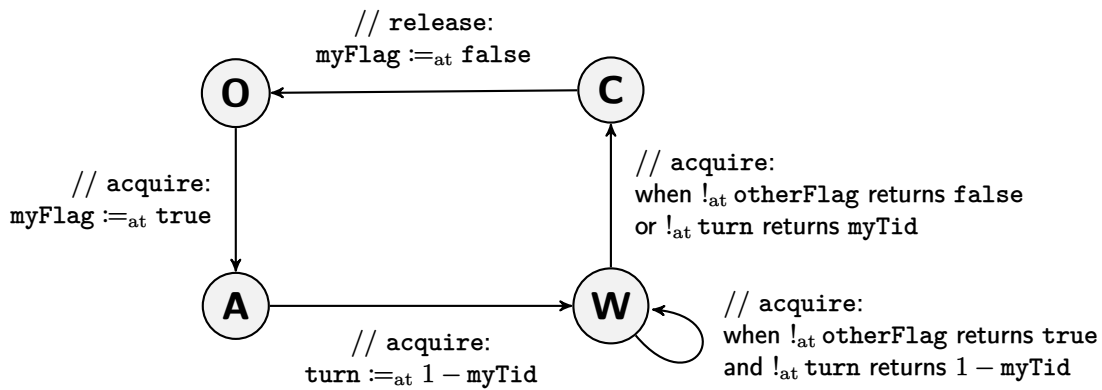 // release:
myFlag :=at false
O
C
// acquire:
myFlag :=at true
// acquire:
when !at otherFlag returns false
or !at turn returns myTid
A
W
// acquire:
turn :=at 1 − myTid
// acquire:
when !at otherFlag returns true
and !at turn returns 1 − myTid